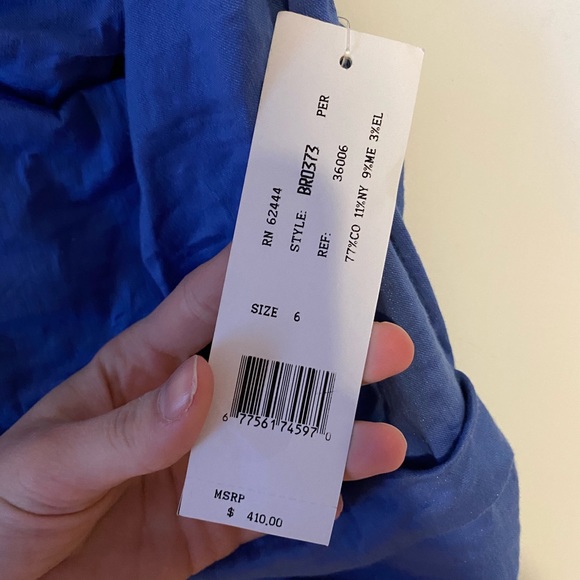 RN 62444
STYLE: BR0373 PER
REF: 36006
77%CO 11%NY 9%ME 3%EL
SIZE 6
6 77561 74597 0
MSRP
$ 410.00